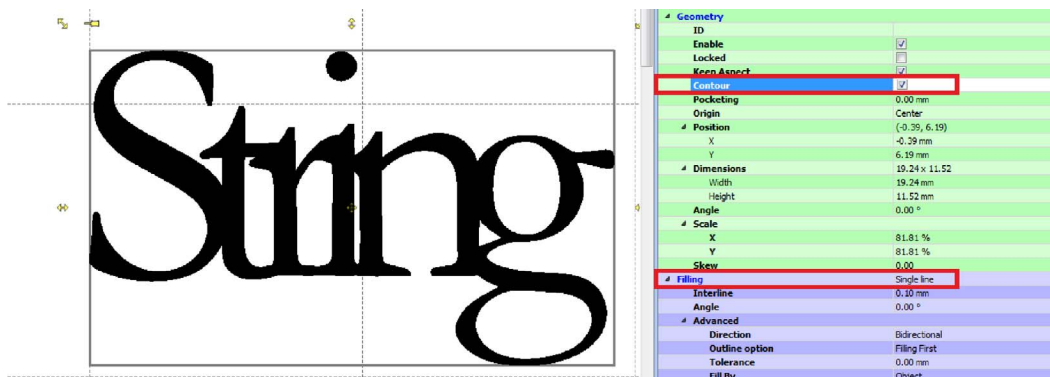 String
Geometry
ID
Enable
Locked
Keep Aspect
Contour
Pocketing 0.00 mm
Origin Center
Position (-0.39, 6.19)
X -0.39 mm
Y 6.19 mm
Dimensions 19.24 x 11.52
Width 19.24 mm
Height 11.52 mm
Angle 0.00 °
Scale
X 81.81 %
Y 81.81 %
Skew 0.00
Filling Single line
Interline 0.10 mm
Angle 0.00 °
Advanced
Direction Bidirectional
Outline option Filling First
Tolerance 0.00 mm
Fill By Object